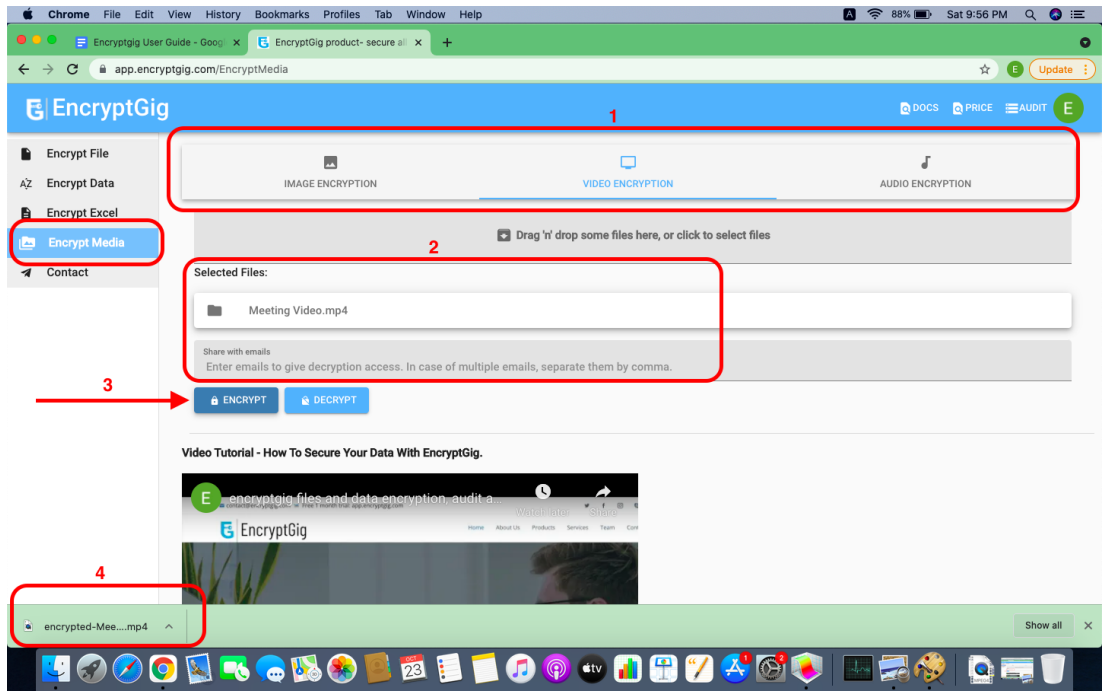 Chrome File Edit View History Bookmarks Profiles Tab Window Help A 88% Sat 9:56 PM
Encryptgig User Guide - Googl EncryptGig product- secure all
app.encryptgig.com/EncryptMedia E Update
EncryptGig DOCS PRICE AUDIT E
1
Encrypt File
Encrypt Data
Encrypt Excel
Encrypt Media
Contact
IMAGE ENCRYPTION VIDEO ENCRYPTION AUDIO ENCRYPTION
Drag 'n' drop some files here, or click to select files
2
Selected Files:
Meeting Video.mp4
Share with emails
Enter emails to give decryption access. In case of multiple emails, separate them by comma.
3
ENCRYPT DECRYPT
Video Tutorial - How To Secure Your Data With EncryptGig.
E encryptgig files and data encryption, audit a...
Watch later Share
EncryptGig Home About Us Products Services Team
4
encrypted-Mee....mp4 Show all
OCT
23
tv
1